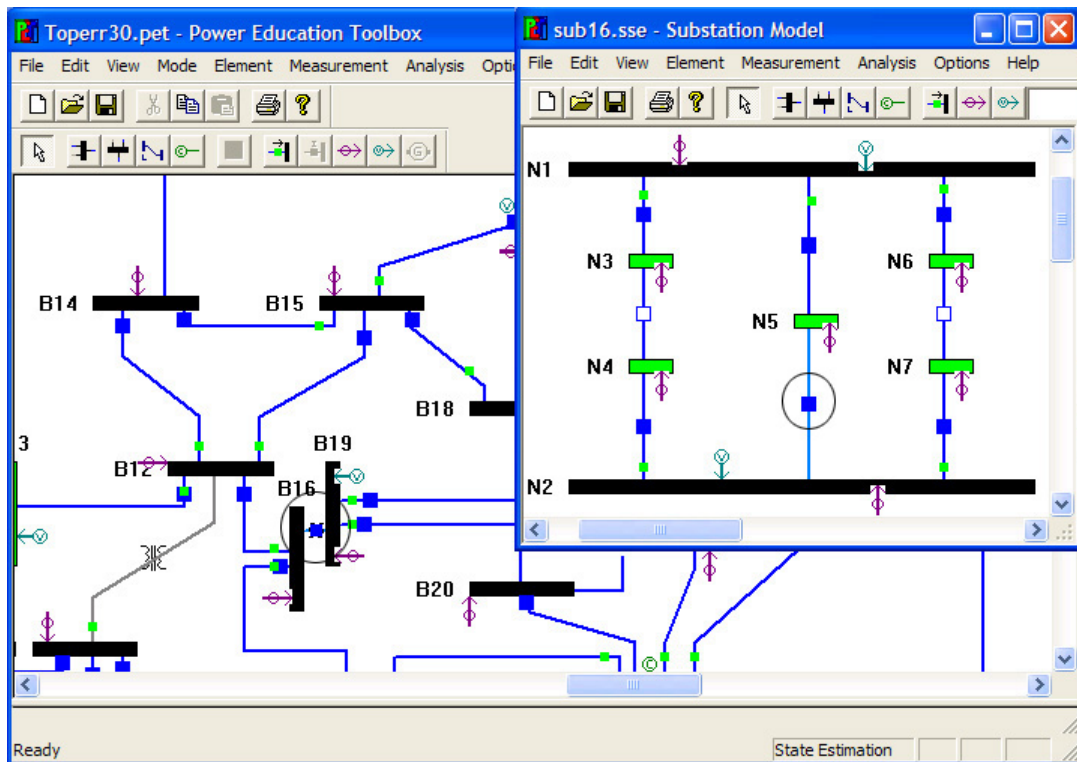 Toperr30.pet - Power Education Toolbox
File Edit View Mode Element Measurement Analysis Optio
sub16.sse - Substation Model
File Edit View Element Measurement Analysis Options Help
N1
N3
N6
N5
N4
N7
N2
B14
B15
B18
3
B19
B12
B16
B20
Ready
State Estimation